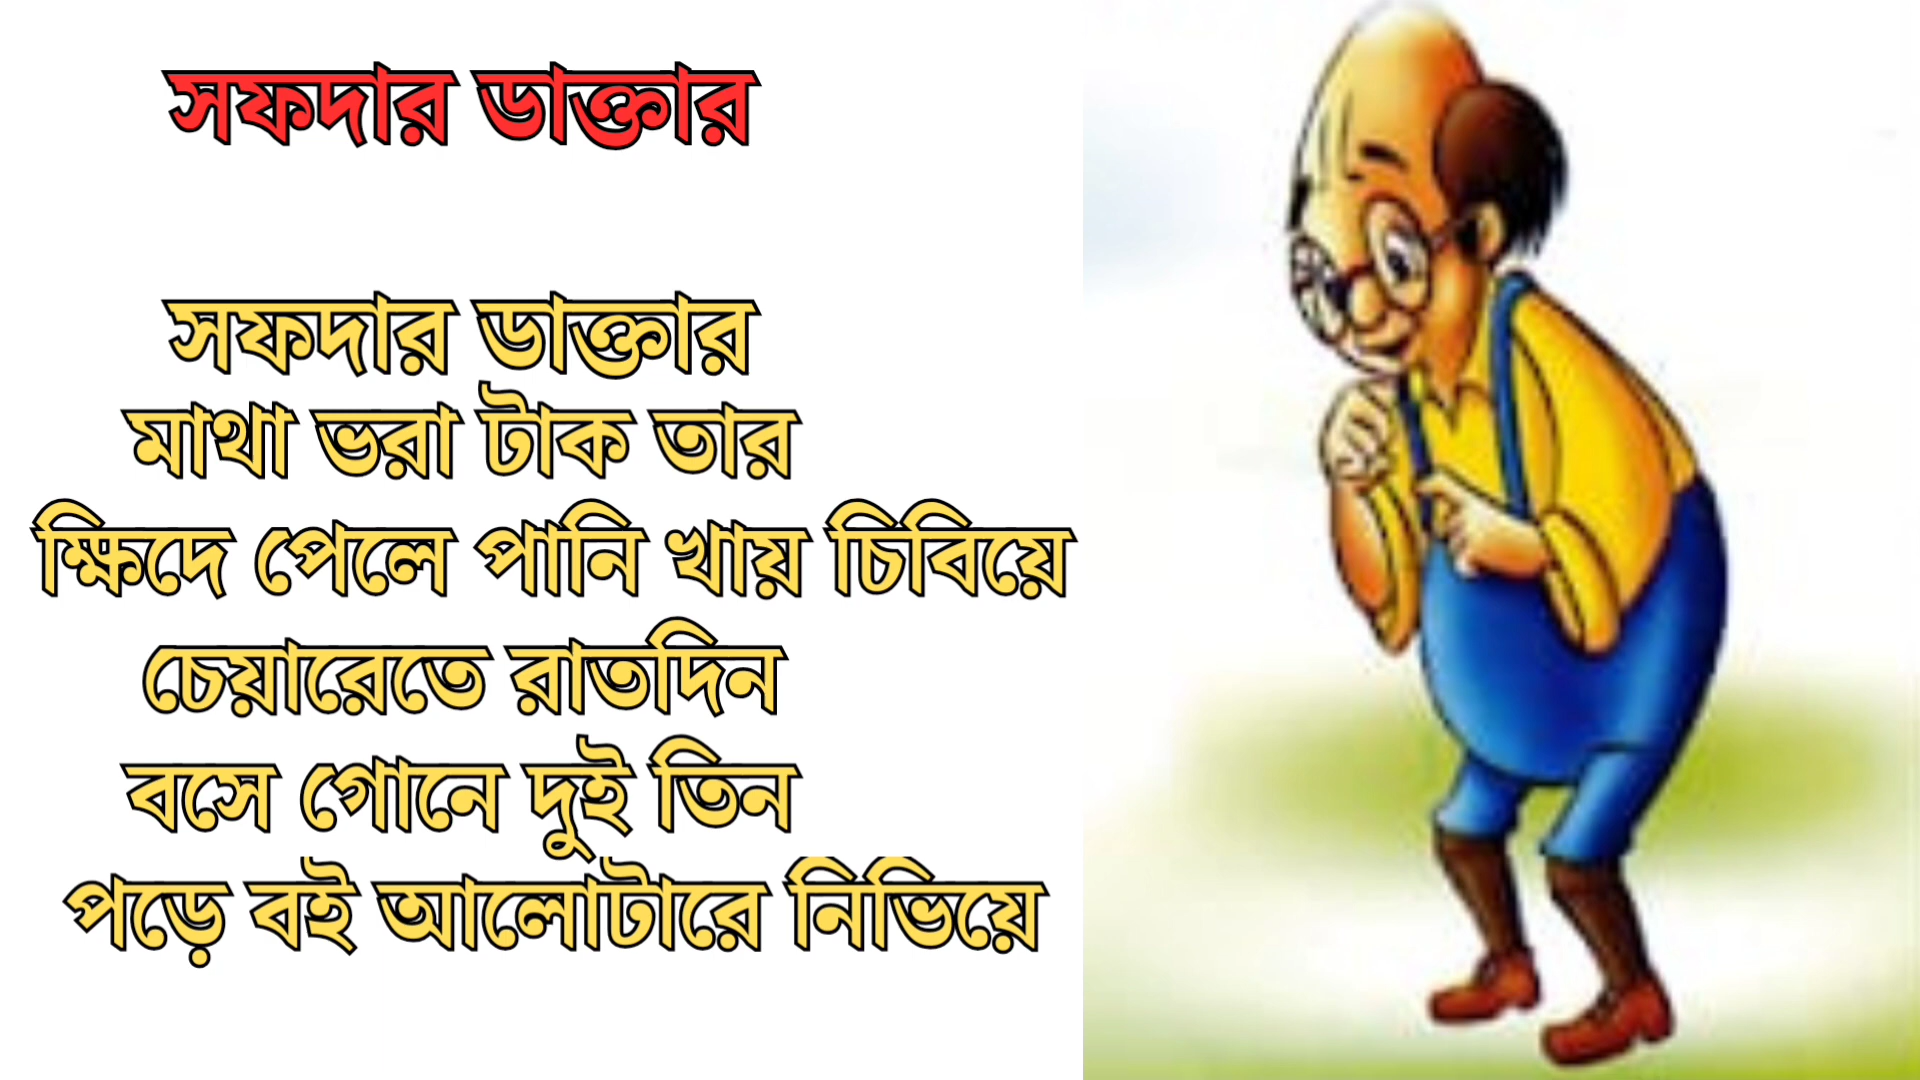 সফদার ডাক্তার
সফদার ডাক্তার
মাথা ভরা টাক তার
ক্ষিদে পেলে পানি খায় চিবিয়ে
চেয়ারেতে রাতদিন
বসে গোনে দুই তিন
পড়ে বই আলোটারে নিভিয়ে